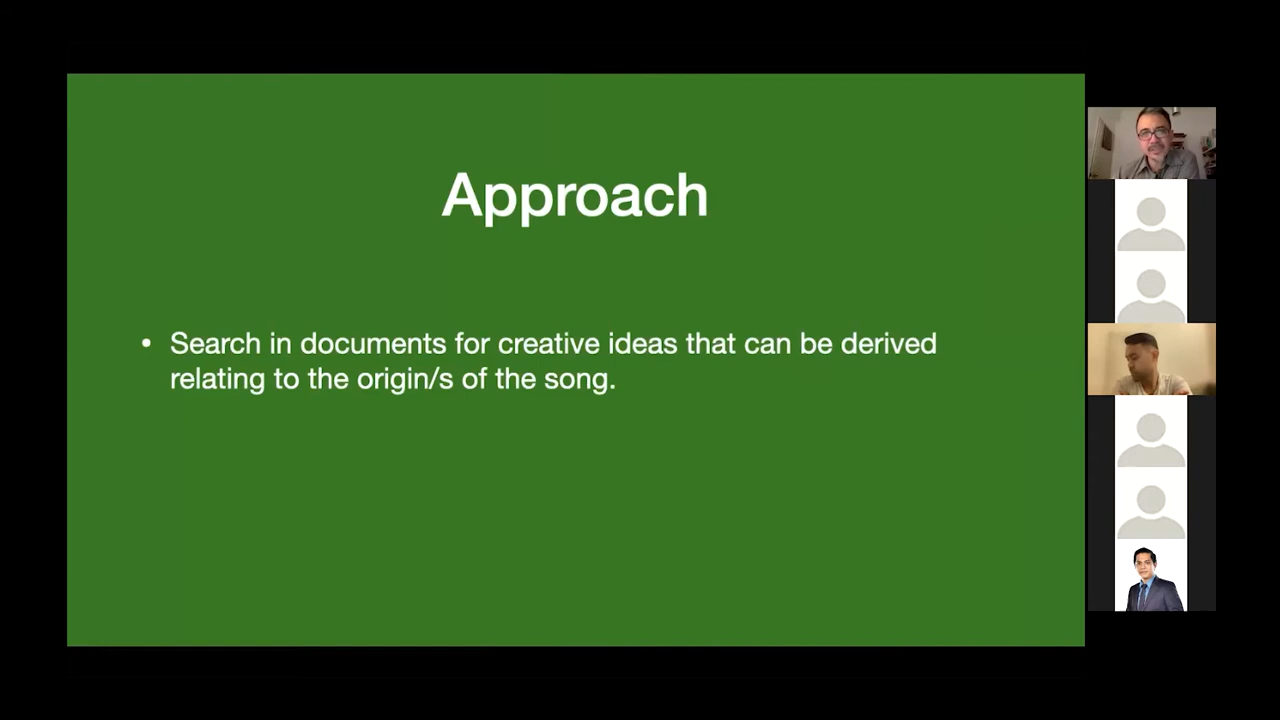 Approach
• Search in documents for creative ideas that can be derived
relating to the origin/s of the song.